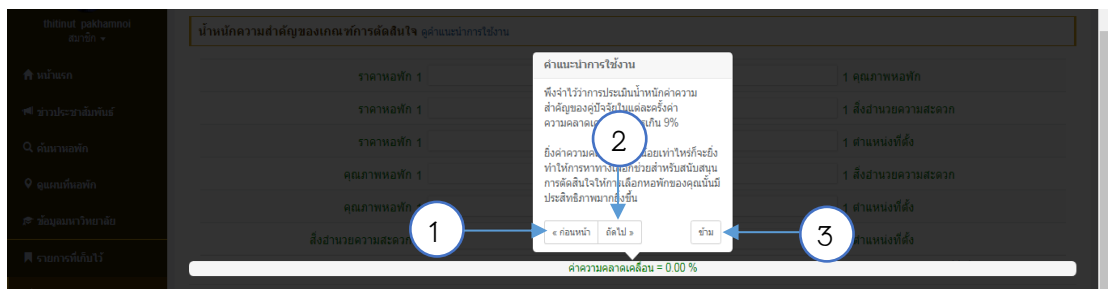 thitinut pakhamnoi
สมาชิก
หน้าแรก
ข่าวประชาสัมพันธ์
ค้นหาหอพัก
ดูแผนที่หอพัก
ข้อมูลมหาวิทยาลัย
รายการที่เก็บไว้
น้ำหนักความสำคัญของเกณฑ์การตัดสินใจ ดูคำแนะนำการใช้งาน
ราคาหอพัก 1
1 คุณภาพหอพัก
ราคาหอพัก 1
1 สิ่งอำนวยความสะดวก
ราคาหอพัก 1
1 ตำแหน่งที่ตั้ง
คุณภาพหอพัก 1
1 สิ่งอำนวยความสะดวก
คุณภาพหอพัก
1 ตำแหน่งที่ตั้ง
สิ่งอำนวยความสะดวก
ตำแหน่งที่ตั้ง
คำแนะนำการใช้งาน
พึงจำไว้ว่าการประเมินน้ำหนักค่าความ
สำคัญของคู่ปัจจัยในแต่ละครั้งค่า
ความคลาดเค เกิน 9%
ยิ่งค่าความค น้อยเท่าไหร่ก็จะยิ่ง
ทำให้การหาทางเลือกช่วยสำหรับสนับสนุน
การตัดสินใจให้การเลือกหอพักของคุณนั้นมี
ประสิทธิภาพมากยิ่งขึ้น
« ก่อนหน้า ถัดไป » ข้าม
1
2
3
ค่าความคลาดเคลื่อน = 0.00 %